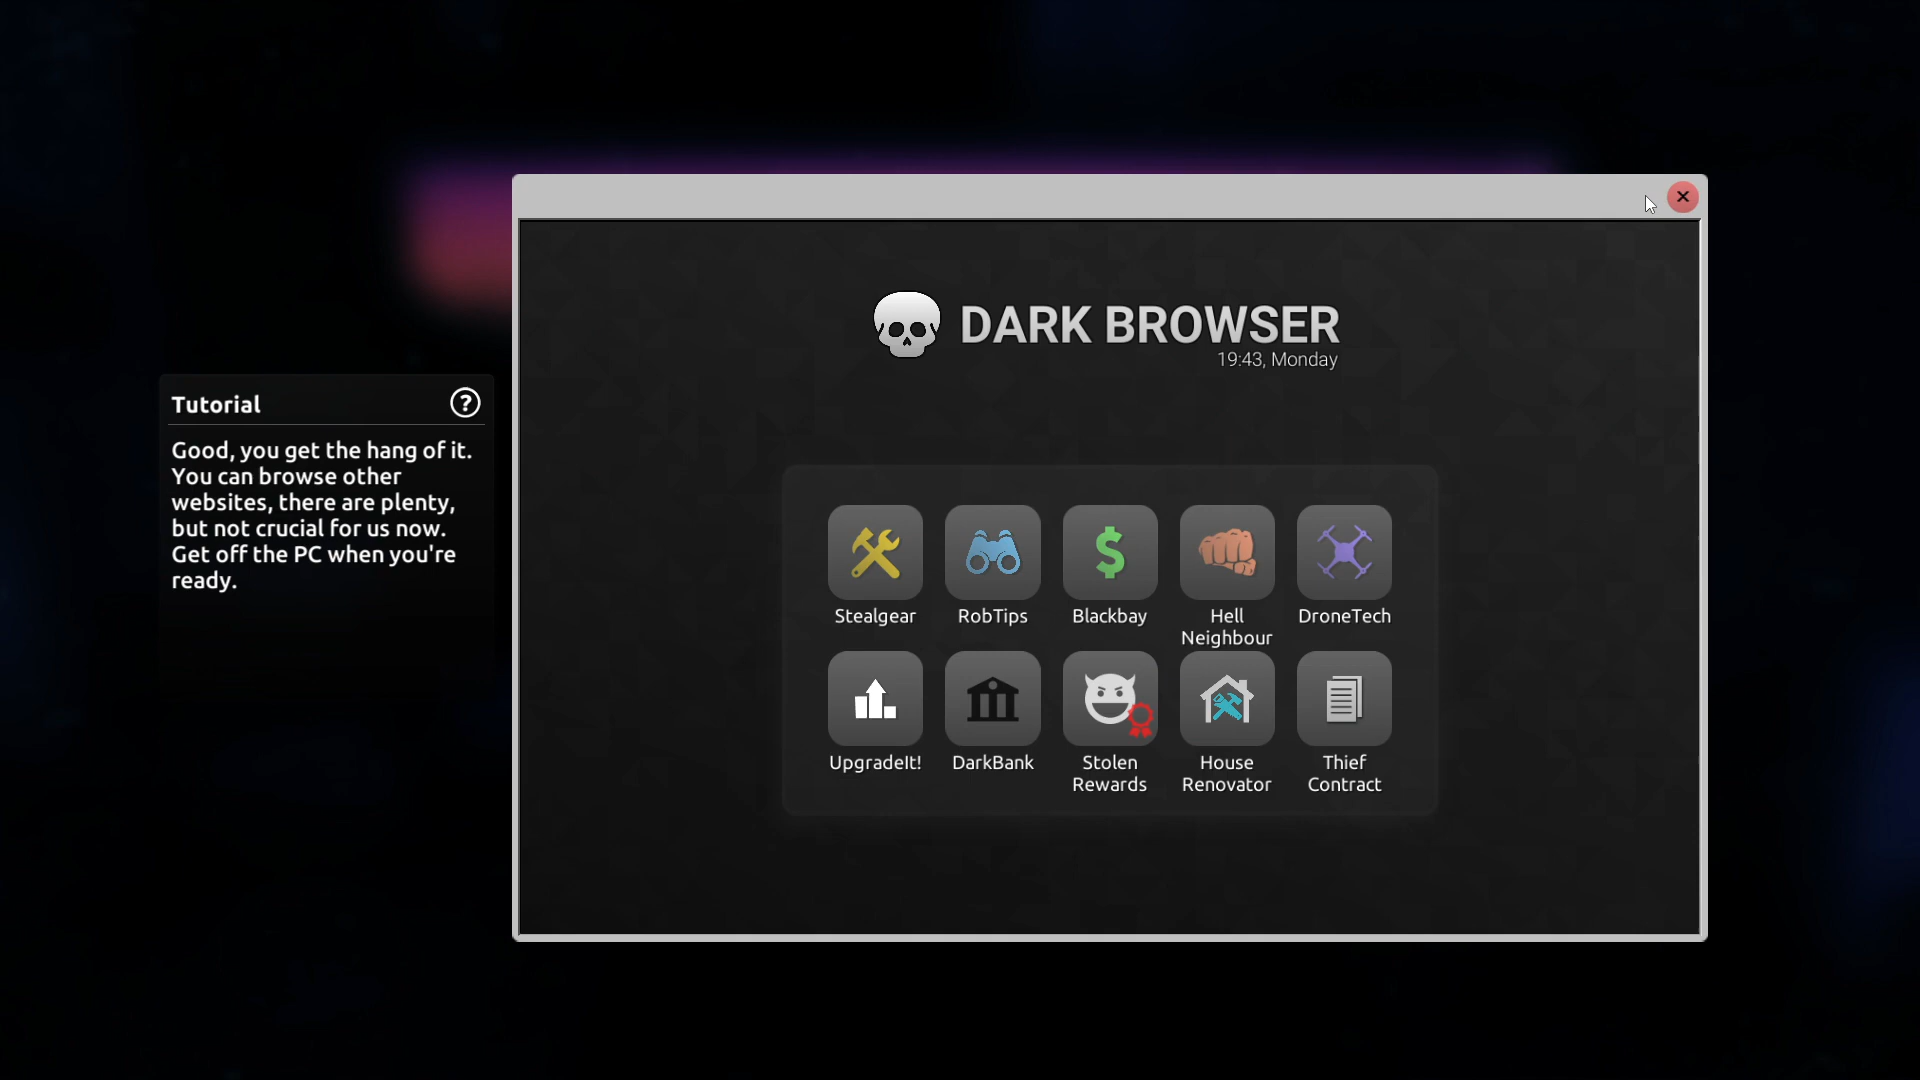 DARK BROWSER
19:43, Monday
Tutorial
Good, you get the hang of it.
You can browse other
websites, there are plenty,
but not crucial for us now.
Get off the PC when you're
ready.
Stealgear
RobTips
Blackbay
Hell
Neighbour
DroneTech
UpgradeIt!
DarkBank
Stolen
Rewards
House
Renovator
Thief
Contract